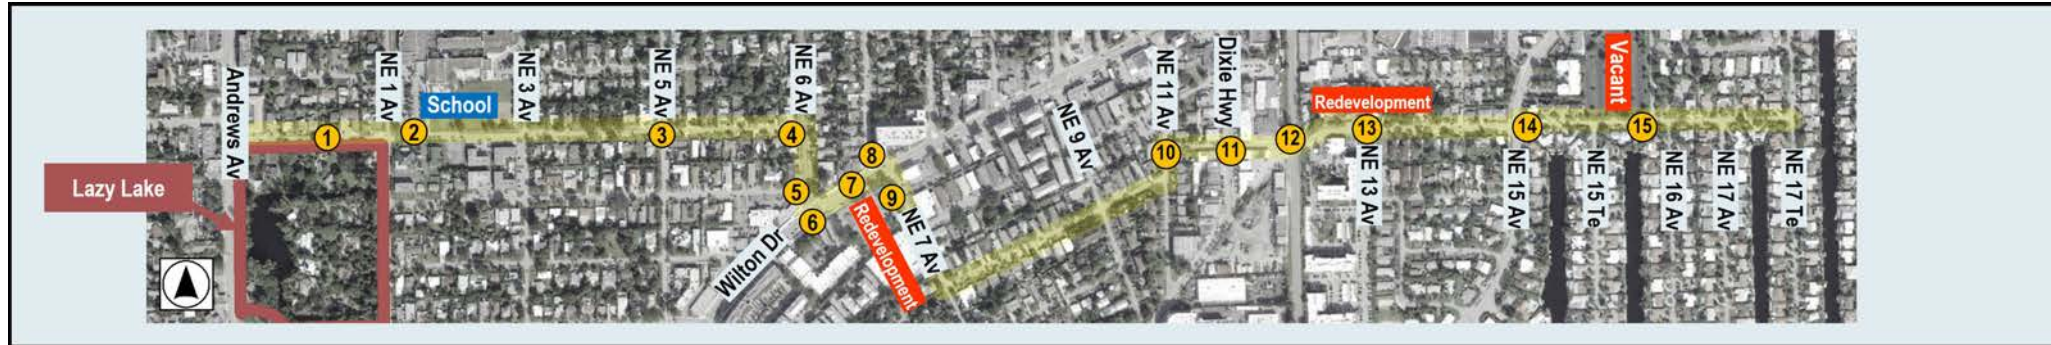 Andrews Av
NE 1 Av
School
NE 3 Av
NE 5 Av
NE 6 Av
NE 9 Av
NE 11 Av
Dixie Hwy
Redevelopment
Vacant
1
2
3
4
5
6
7
8
9
10
11
12
13
14
15
Lazy Lake
Wilton Dr
Redevelopment
NE 7 Av
NE 13 Av
NE 15 Av
NE 15 Te
NE 16 Av
NE 17 Av
NE 17 Te